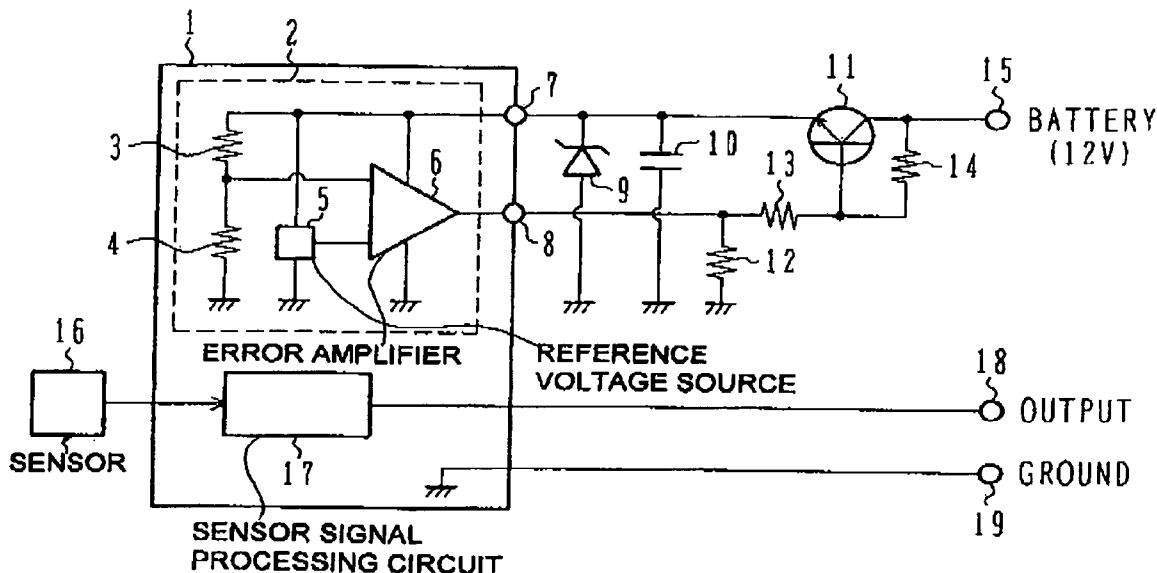 1
2
7
11
15
BATTERY
(12V)
3
6
10
13
14
5
9
4
8
12
ERROR AMPLIFIER
REFERENCE
VOLTAGE SOURCE
16
18
OUTPUT
SENSOR
17
GROUND
19
SENSOR SIGNAL
PROCESSING CIRCUIT